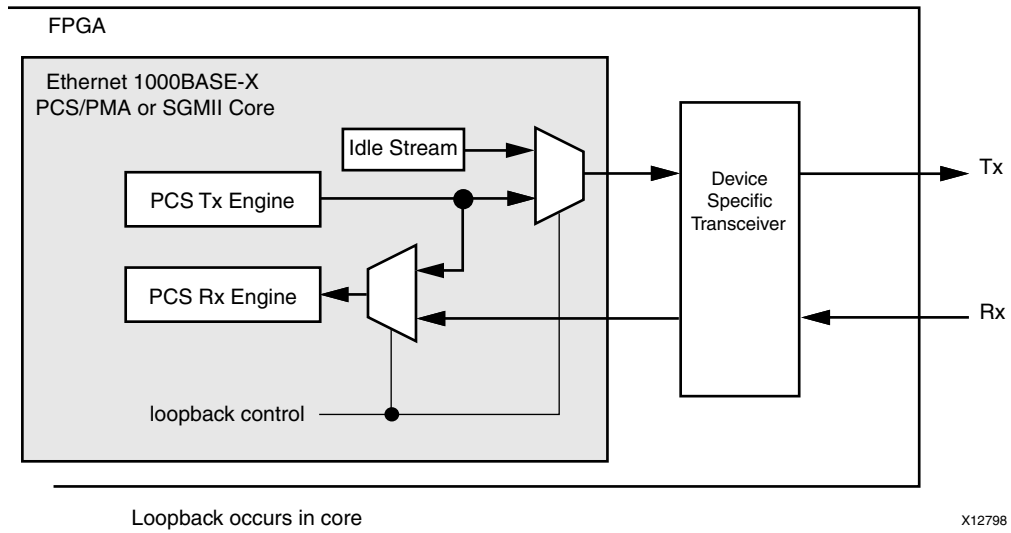 FPGA
Ethernet 1000BASE-X
PCS/PMA or SGMII Core
Idle Stream
PCS Tx Engine
Device
Specific
Transceiver
Tx
PCS Rx Engine
Rx
loopback control
Loopback occurs in core
X12798